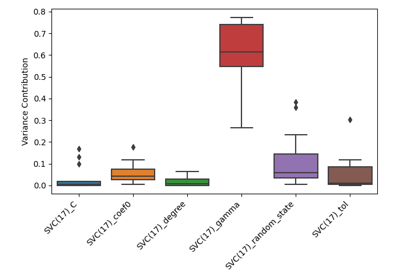 0.8
0.7
0.6
0.5
0.4
0.3
0.2
0.1
0.0
Variance Contribution
SVC(17)_C
SVC(17)_coef0
SVC(17)_degree
SVC(17)_gamma
SVC(17)_random_state
SVC(17)_tol